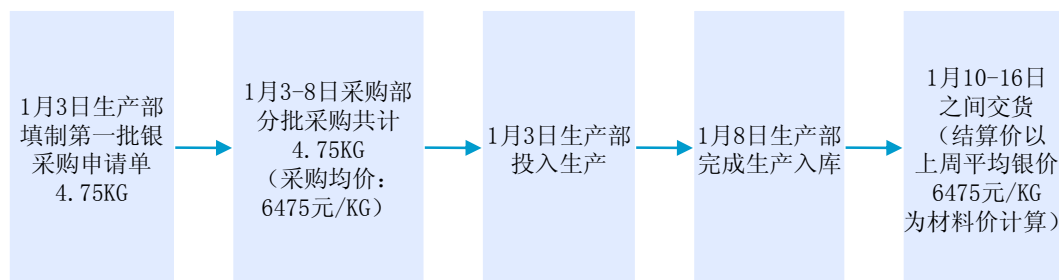 1月3日生产部
填制第一批银
采购申请单
4.75KG
1月3-8日采购部
分批采购共计
4.75KG
（采购均价：
6475元/KG）
1月3日生产部
投入生产
1月8日生产部
完成生产入库
1月10-16日
之间交货
（结算价以
上周平均银价
6475元/KG
为材料价计算）